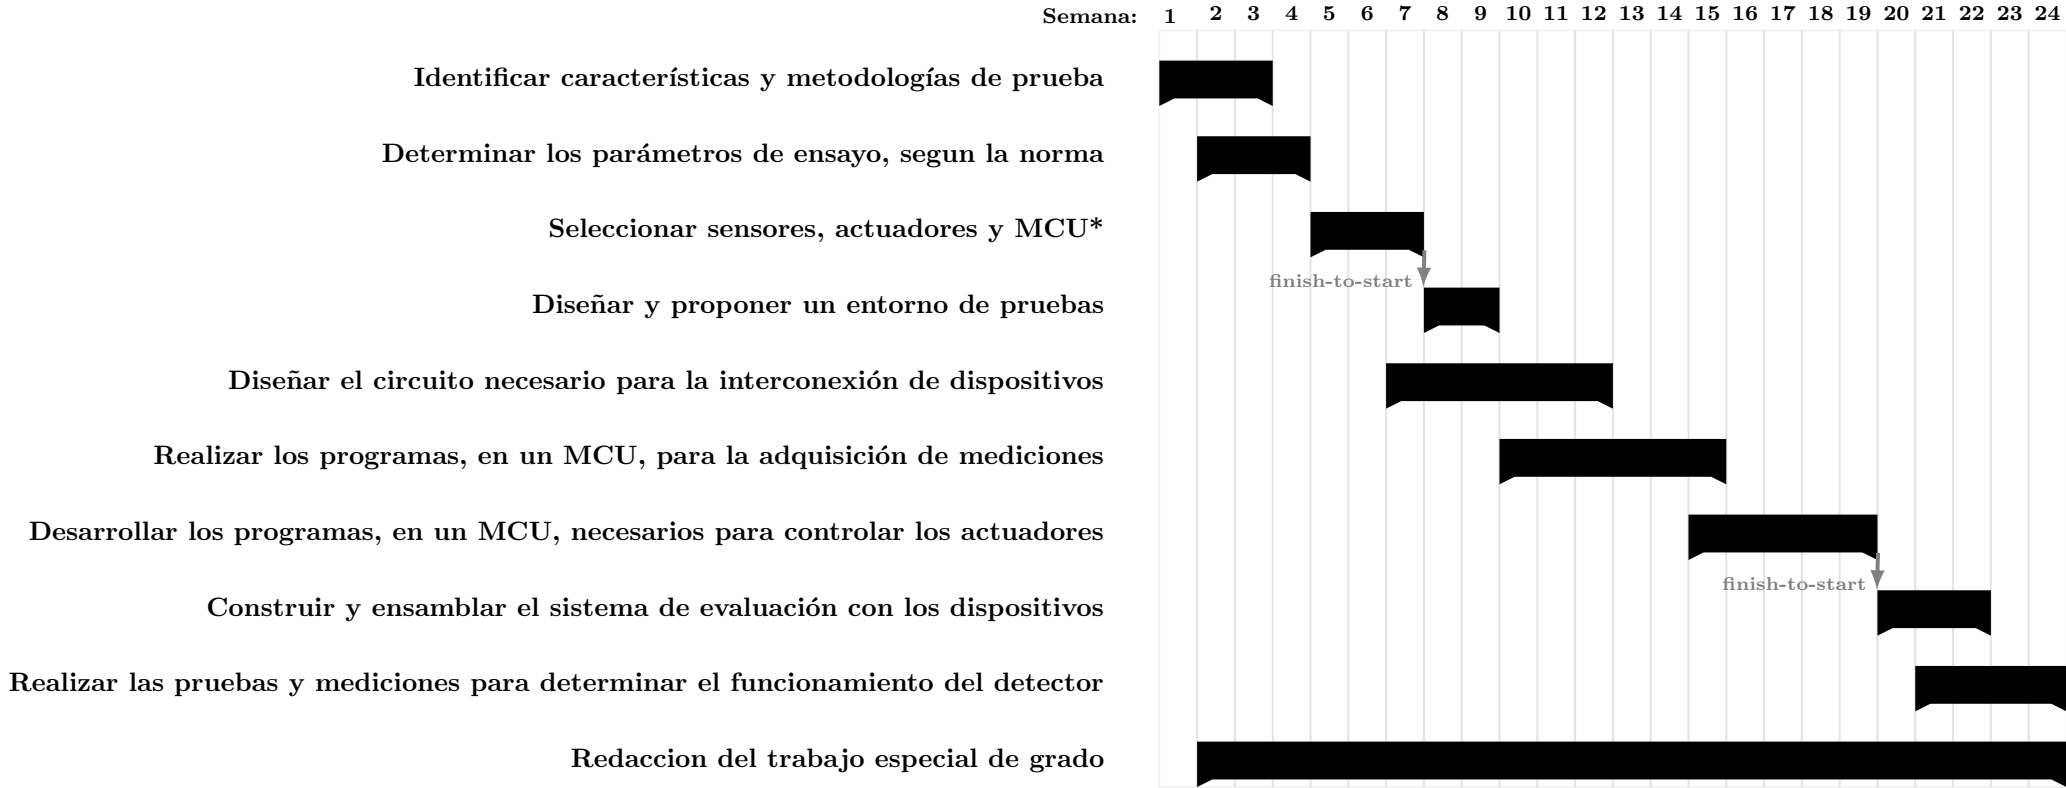 Semana: 1 2 3 4 5 6 7 8 9 10 11 12 13 14 15 16 17 18 19 20 21 22 23 24
Identificar características y metodologías de prueba
Determinar los parámetros de ensayo, segun la norma
Seleccionar sensores, actuadores y MCU*
finish-to-start
Diseñar y proponer un entorno de pruebas
Diseñar el circuito necesario para la interconexión de dispositivos
Realizar los programas, en un MCU, para la adquisición de mediciones
Desarrollar los programas, en un MCU, necesarios para controlar los actuadores
finish-to-start
Construir y ensamblar el sistema de evaluación con los dispositivos
Realizar las pruebas y mediciones para determinar el funcionamiento del detector
Redaccion del trabajo especial de grado